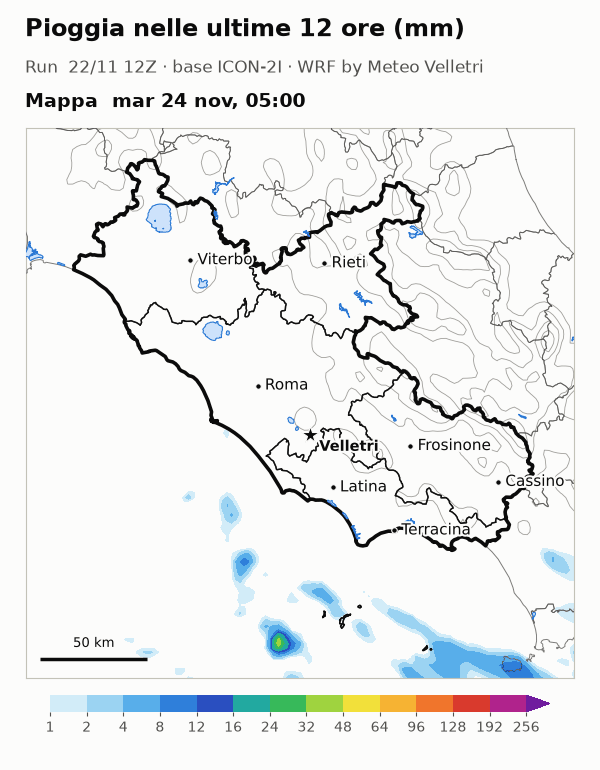 Pioggia nelle ultime 12 ore (mm)
Run 22/11 12Z · base ICON-2I · WRF by Meteo Velletri
Mappa mar 24 nov, 05:00
Viterbo
Rieti
Roma
Velletri
Frosinone
Latina
Cassino
Terracina
50 km
1 2 4 8 12 16 24 32 48 64 96 128 192 256